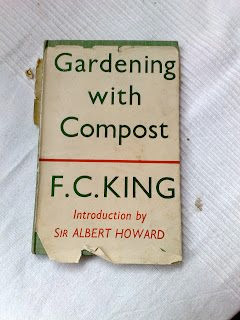 Gardening
with
Compost
F.C.KING
Introduction by
SIR ALBERT HOWARD